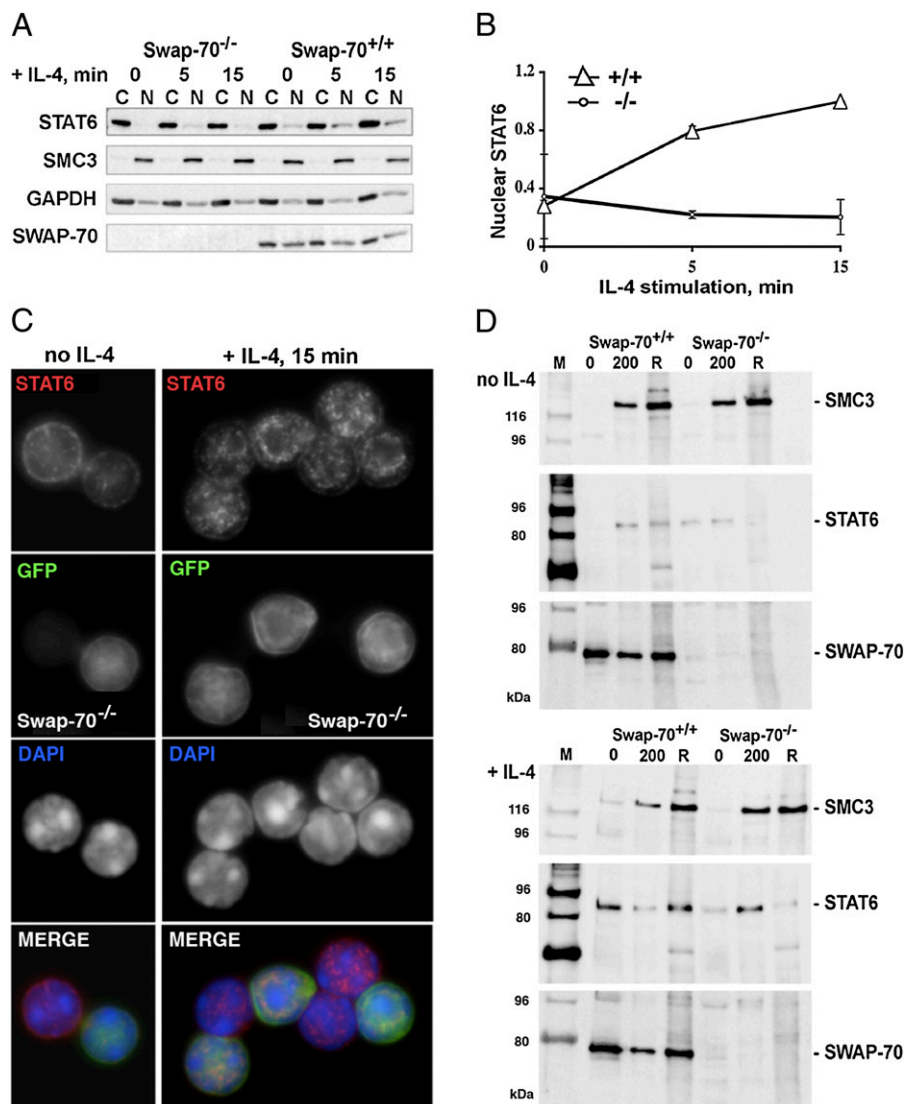 A
Swap-70-/- Swap-70+/+
+ IL-4, min 0 5 15 0 5 15
C N C N C N C N C N C N
STAT6
SMC3
GAPDH
SWAP-70
B
+/+
-/-
1.2
0.8
0.4
0
Nuclear STAT6
0 5 15
IL-4 stimulation, min
C
no IL-4 + IL-4, 15 min
STAT6 STAT6
GFP GFP
Swap-70-/- Swap-70-/-
DAPI DAPI
MERGE MERGE
D
Swap-70+/+ Swap-70-/-
M 0 200 R 0 200 R
no IL-4
- SMC3
116
96
96
- STAT6
80
96
80
- SWAP-70
kDa
Swap-70+/+ Swap-70-/-
M 0 200 R 0 200 R
+ IL-4
- SMC3
116
96
96
- STAT6
80
96
80
- SWAP-70
kDa